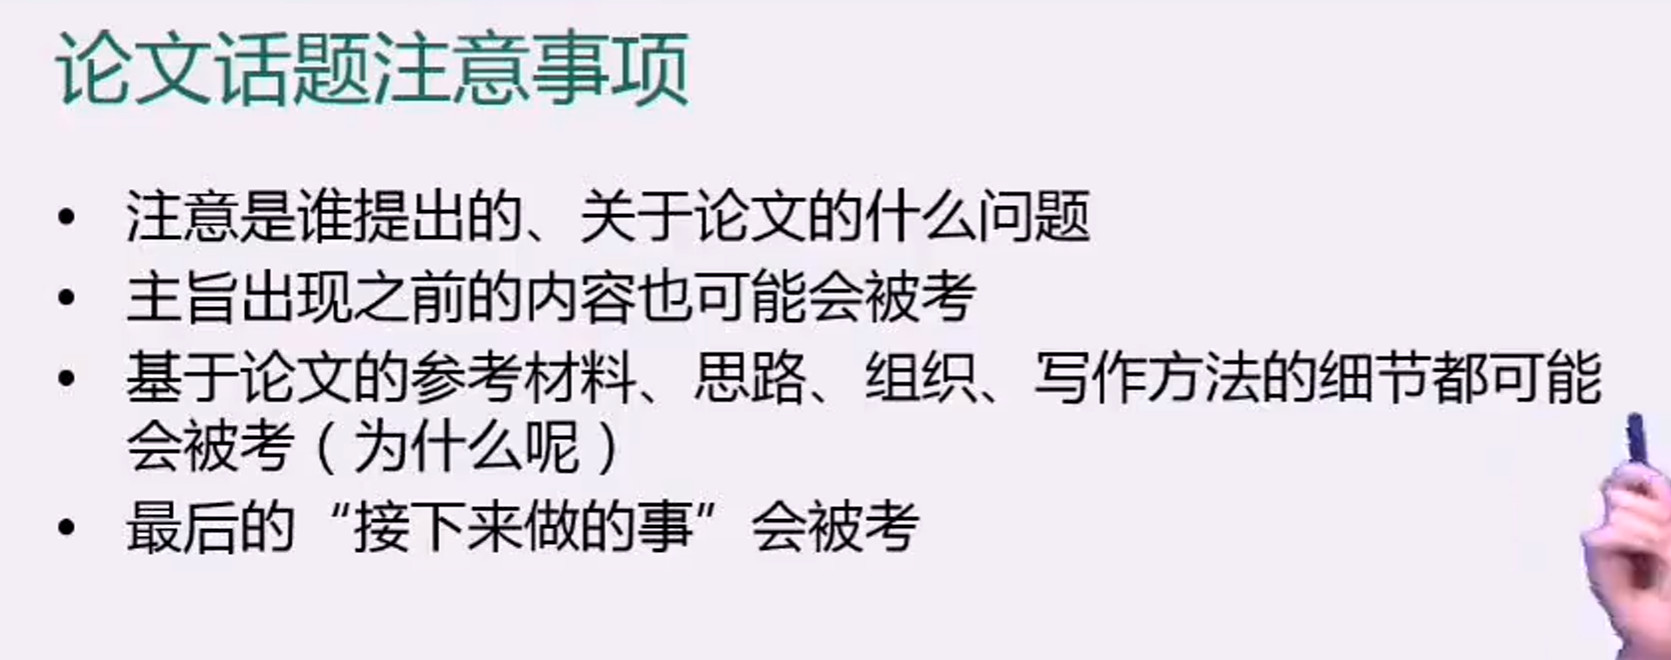 论文话题注意事项
• 注意是谁提出的、关于论文的什么问题
• 主旨出现之前的内容也可能会被考
• 基于论文的参考材料、思路、组织、写作方法的细节都可能
会被考（为什么呢）
• 最后的“接下来做的事”会被考